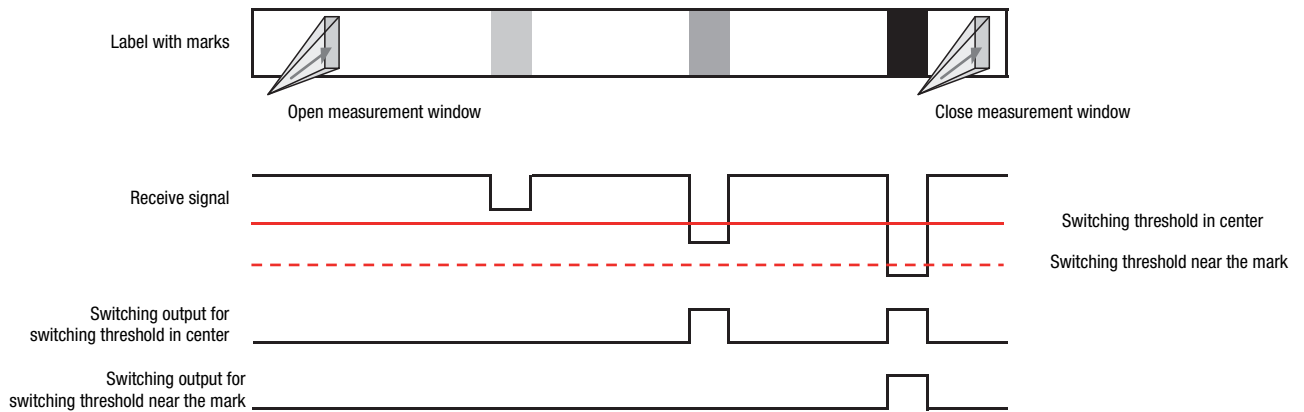 Label with marks
Open measurement window
Close measurement window
Receive signal
Switching threshold in center
Switching threshold near the mark
Switching output for
switching threshold in center
Switching output for
switching threshold near the mark